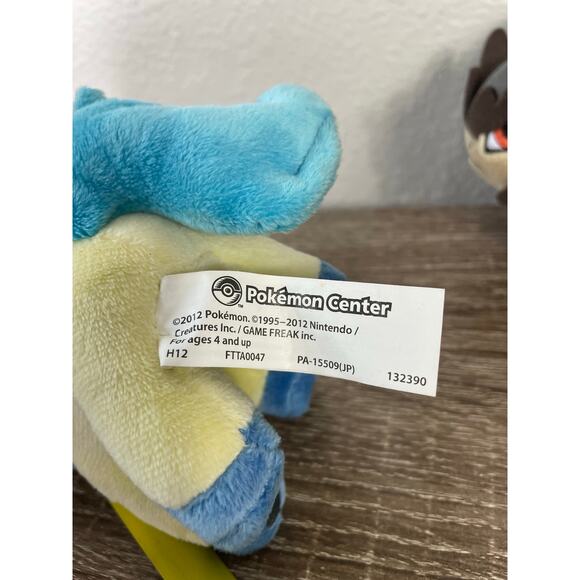 Pokémon Center
TM
©2012 Pokémon. ©1995–2012 Nintendo /
Creatures Inc. / GAME FREAK inc.
For ages 4 and up
H12 FTTA0047 PA-15509(JP) 132390